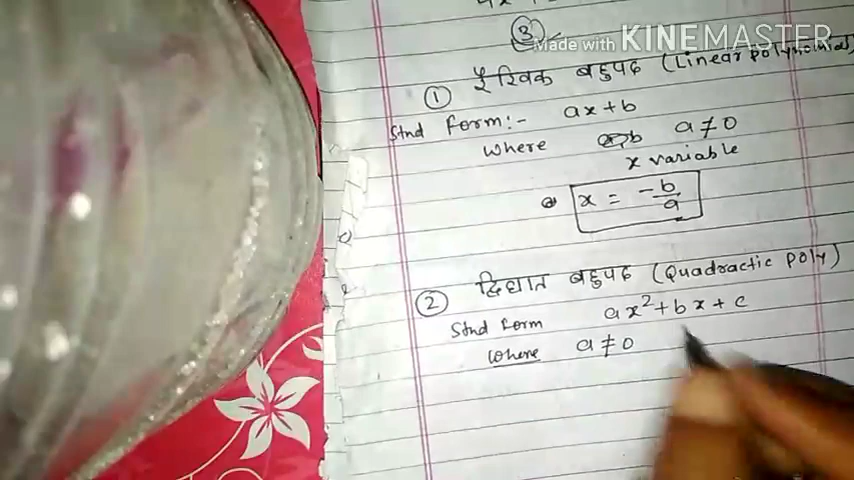 ③
Made with KINEMASTER
① रैखिक बहुपद (Linear polynomial)
Stnd Form:- ax+b
where a≠0
x variable
x = -b/a
② द्विघात बहुपद (Quadractic poly)
Stnd Form ax²+bx+c
where a≠0